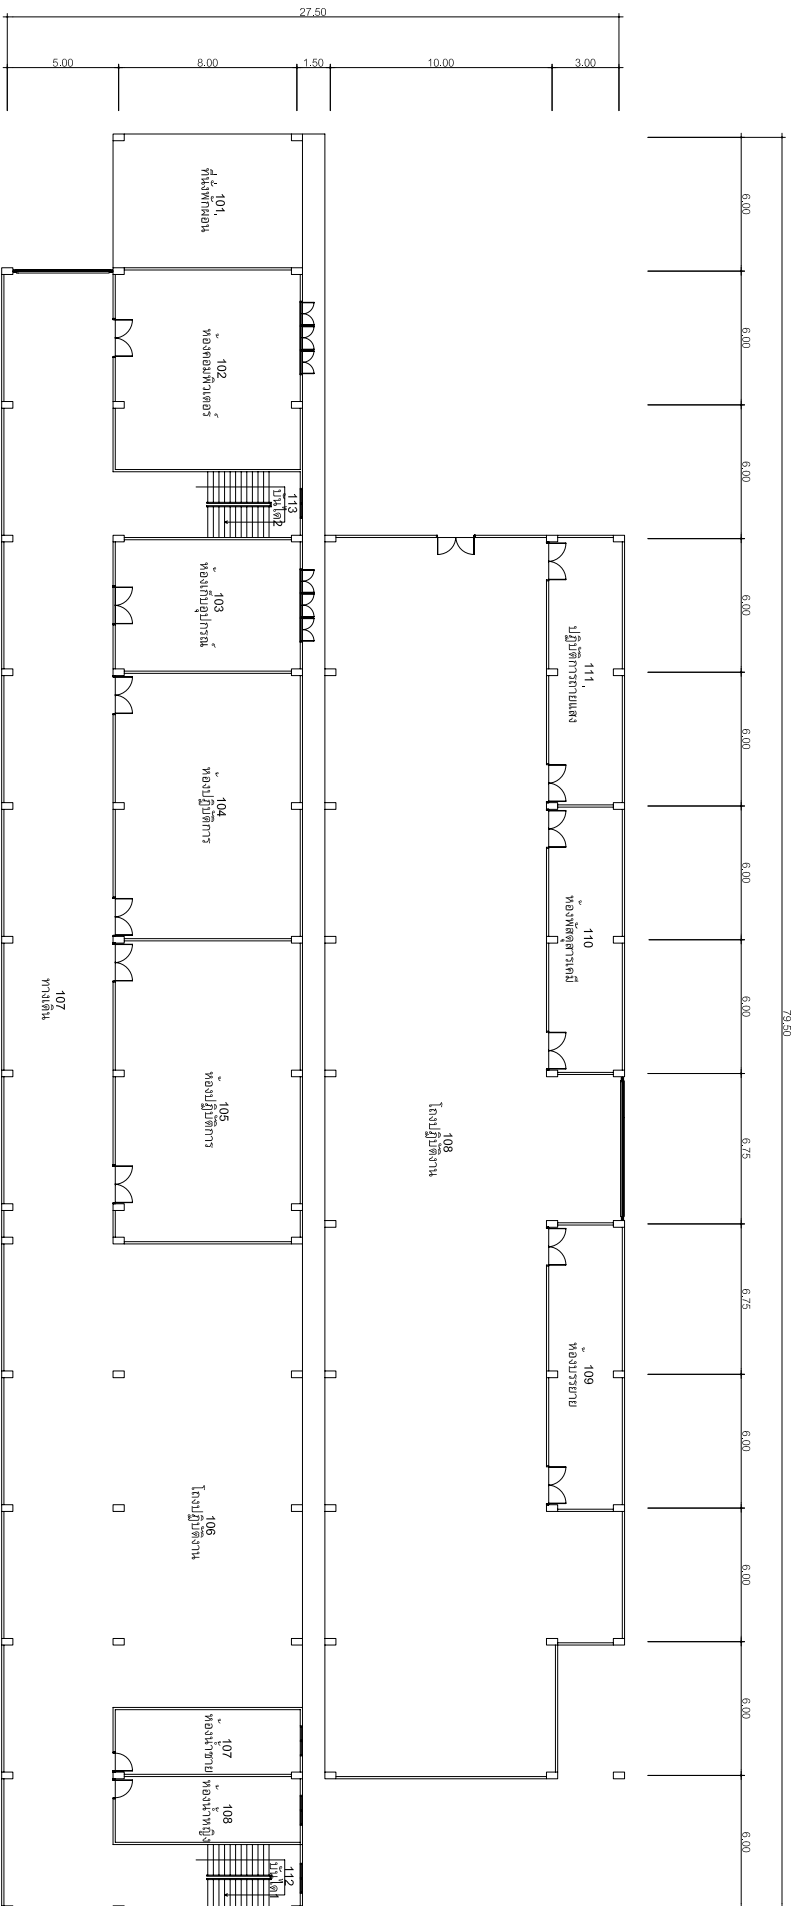 27.50
5.00
8.00
1.50
10.00
3.00
6.00
6.00
6.00
6.00
6.00
6.00
6.00
6.75
6.75
6.00
6.00
6.00
6.00
79.50
101,
ที่นั่งพักผ่อน
102
ห้องคอมพิวเตอร์
113
บันได2
103
ห้องเก็บอุปกรณ์
111,
ปฏิบัติการถ่ายแสง
104
ห้องปฏิบัติการ
110
ห้องพัสดุสารเคมี
107
ทางเดิน
105
ห้องปฏิบัติการ
108
โถงปฏิบัติงาน
109
ห้องบรรยาย
106
โถงปฏิบัติงาน
107
ห้องน้ำชาย
108
ห้องน้ำหญิง
112
บันได1